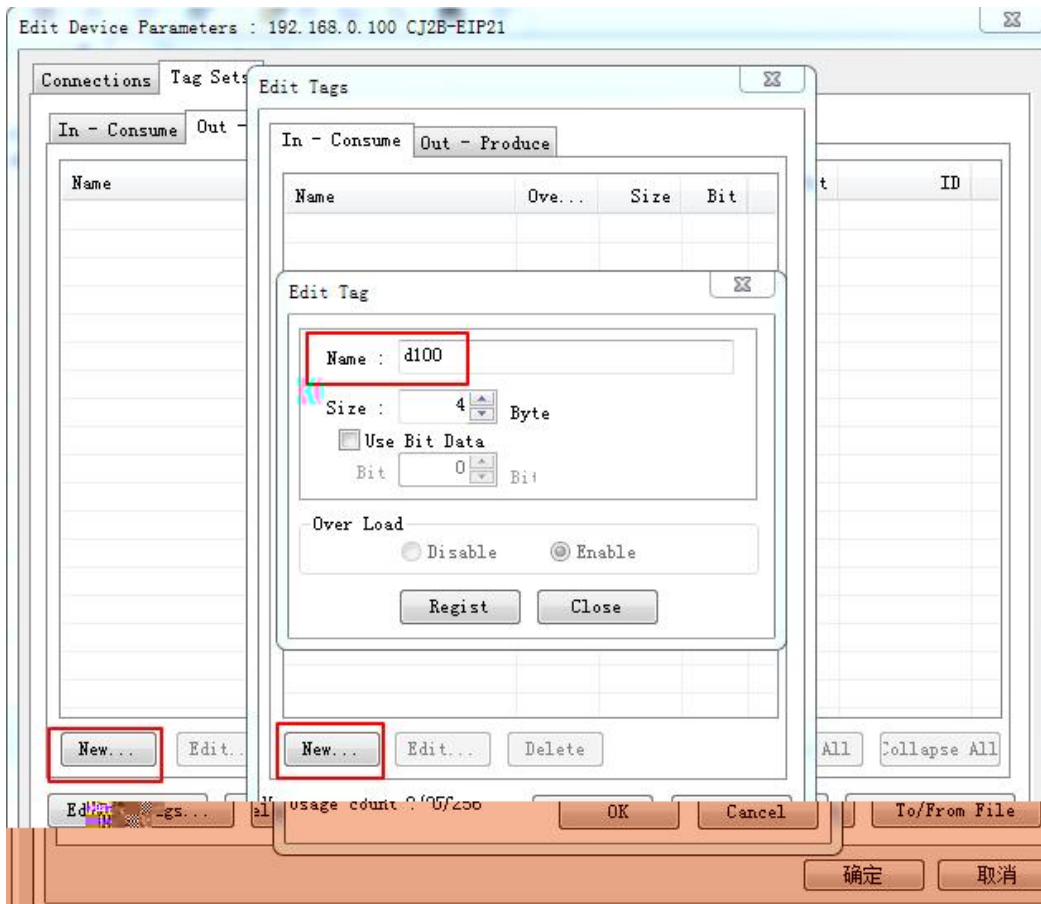 Edit Device Parameters : 192.168.0.100 CJ2B-EIP21
Connections Tag Sets
In - Consume Out -
Name t ID
Edit Tags
In - Consume Out - Produce
Name Ove... Size Bit
Edit Tag
Name : d100
Size : 4 Byte
Use Bit Data
Bit 0 Bit
Over Load
Disable Enable
Regist Close
New... Edit.. New... Edit... Delete All Collapse All
Usage count OK Cancel To/From File
确定 取消